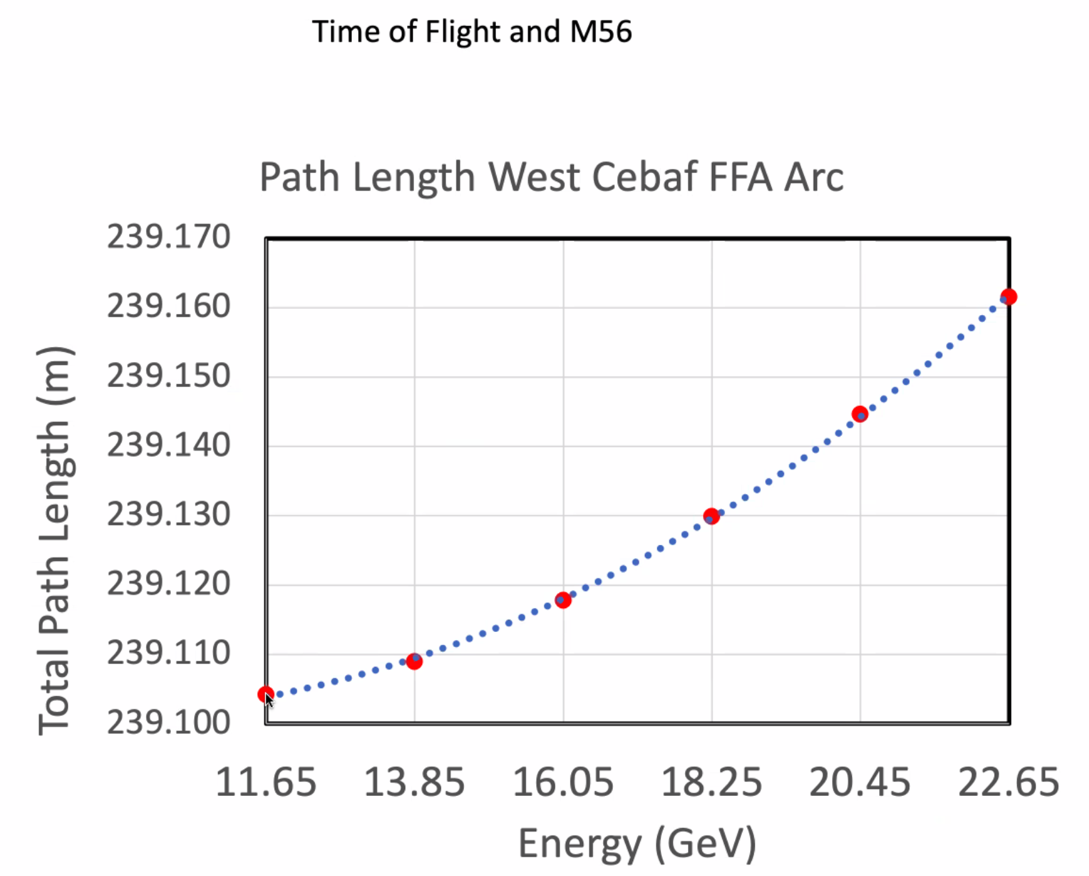 Time of Flight and M56
Path Length West Cebaf FFA Arc
239.170
239.160
239.150
239.140
239.130
239.120
239.110
239.100
Total Path Length (m)
11.65 13.85 16.05 18.25 20.45 22.65
Energy (GeV)